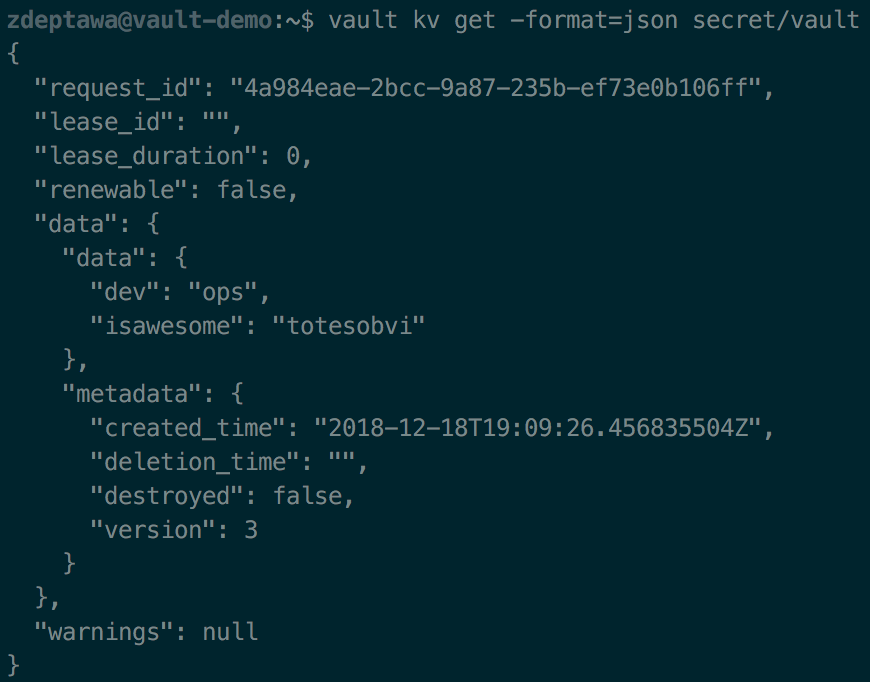 zdeptawa@vault-demo:~$ vault kv get -format=json secret/vault
{
  "request_id": "4a984eae-2bcc-9a87-235b-ef73e0b106ff",
  "lease_id": "",
  "lease_duration": 0,
  "renewable": false,
  "data": {
    "data": {
      "dev": "ops",
      "isawesome": "totesobvi"
    },
    "metadata": {
      "created_time": "2018-12-18T19:09:26.456835504Z",
      "deletion_time": "",
      "destroyed": false,
      "version": 3
    }
  },
  "warnings": null
}